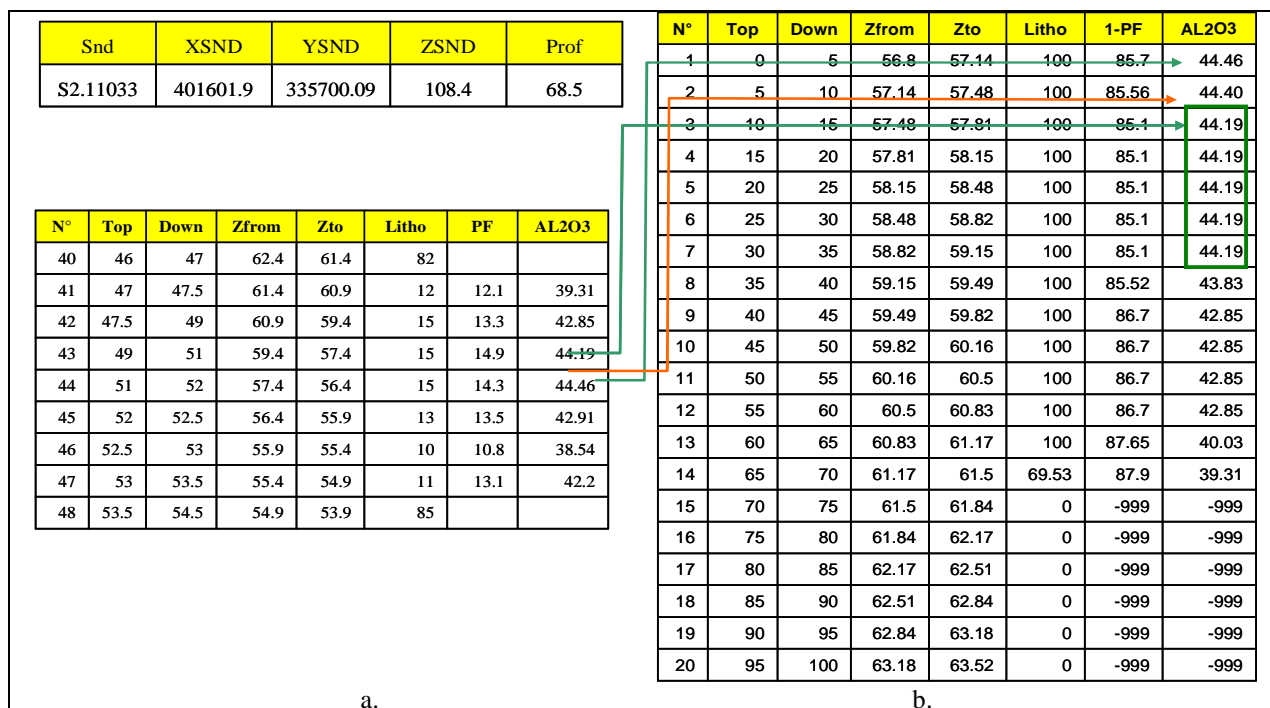 Snd XSND YSND ZSND Prof
S2.11033 401601.9 335700.09 108.4 68.5
N° Top Down Zfrom Zto Litho PF AL2O3
40 46 47 62.4 61.4 82
41 47 47.5 61.4 60.9 12 12.1 39.31
42 47.5 49 60.9 59.4 15 13.3 42.85
43 49 51 59.4 57.4 15 14.9 44.19
44 51 52 57.4 56.4 15 14.3 44.46
45 52 52.5 56.4 55.9 13 13.5 42.91
46 52.5 53 55.9 55.4 10 10.8 38.54
47 53 53.5 55.4 54.9 11 13.1 42.2
48 53.5 54.5 54.9 53.9 85
a.
N° Top Down Zfrom Zto Litho 1-PF AL2O3
1 0 5 56.8 57.14 100 85.7 44.46
2 5 10 57.14 57.48 100 85.56 44.40
3 10 15 57.48 57.81 100 85.1 44.19
4 15 20 57.81 58.15 100 85.1 44.19
5 20 25 58.15 58.48 100 85.1 44.19
6 25 30 58.48 58.82 100 85.1 44.19
7 30 35 58.82 59.15 100 85.1 44.19
8 35 40 59.15 59.49 100 85.52 43.83
9 40 45 59.49 59.82 100 86.7 42.85
10 45 50 59.82 60.16 100 86.7 42.85
11 50 55 60.16 60.5 100 86.7 42.85
12 55 60 60.5 60.83 100 86.7 42.85
13 60 65 60.83 61.17 100 87.65 40.03
14 65 70 61.17 61.5 69.53 87.9 39.31
15 70 75 61.5 61.84 0 -999 -999
16 75 80 61.84 62.17 0 -999 -999
17 80 85 62.17 62.51 0 -999 -999
18 85 90 62.51 62.84 0 -999 -999
19 90 95 62.84 63.18 0 -999 -999
20 95 100 63.18 63.52 0 -999 -999
b.